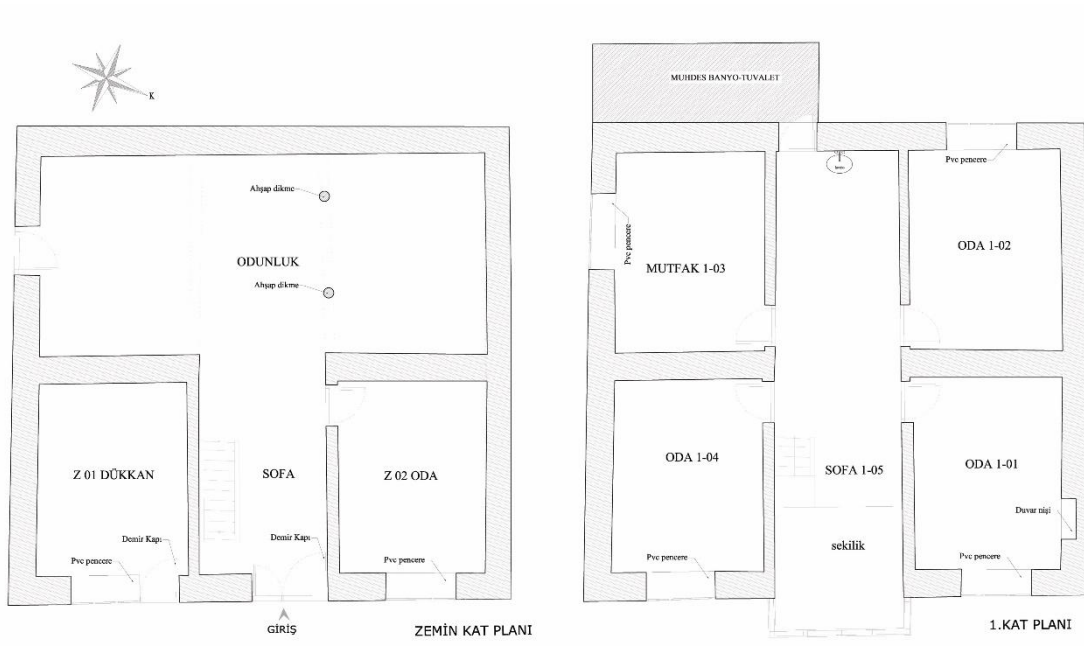 K
Ahşap dikme
ODUNLUK
Ahşap dikme
Z 01 DÜKKAN
SOFA
Z 02 ODA
Demir Kapı
Demir Kapı
Pvc pencere
Pvc pencere
GİRİŞ
ZEMİN KAT PLANI
MUHDES BANYO-TUVALET
Pvc pencere
Pvc pencere
MUTFAK 1-03
ODA 1-02
ODA 1-04
SOFA 1-05
ODA 1-01
Duvar nişi
sekilik
Pvc pencere
Pvc pencere
1.KAT PLANI